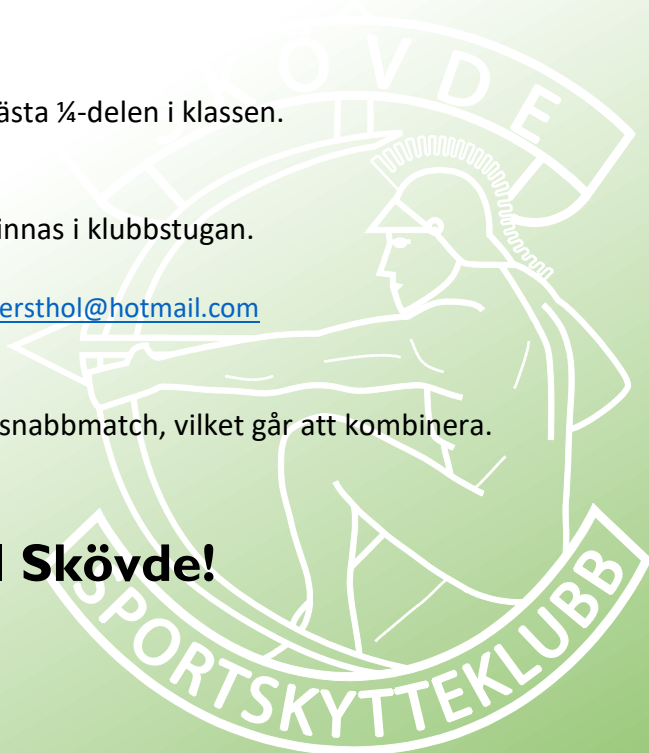 SKÖVDE
ästa ¼-delen i klassen.
innas i klubbstugan.
ersthol@hotmail.com
snabbmatch, vilket går att kombinera.
l Skövde!
SPORTSKYTTEKLUBB